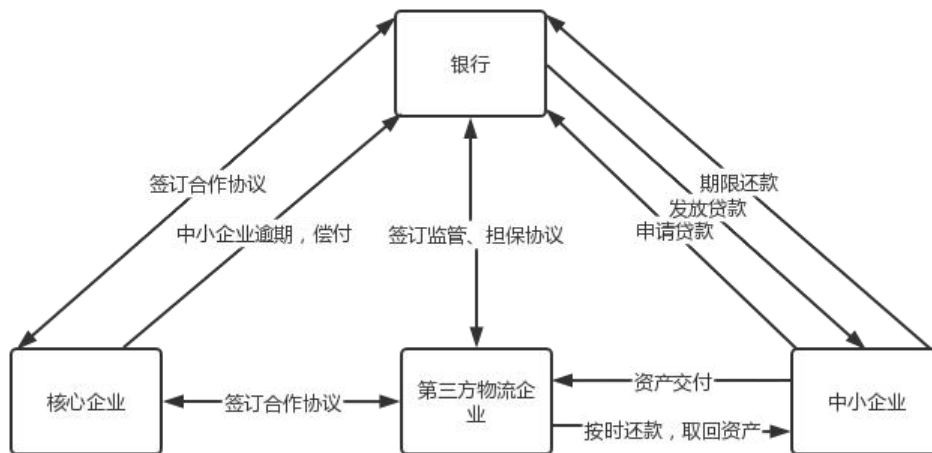 银行
签订合作协议
期限还款
发放贷款
中小企业逾期，偿付
签订监管、担保协议
申请贷款
核心企业
签订合作协议
第三方物流企
业
资产交付
按时还款，取回资产
中小企业